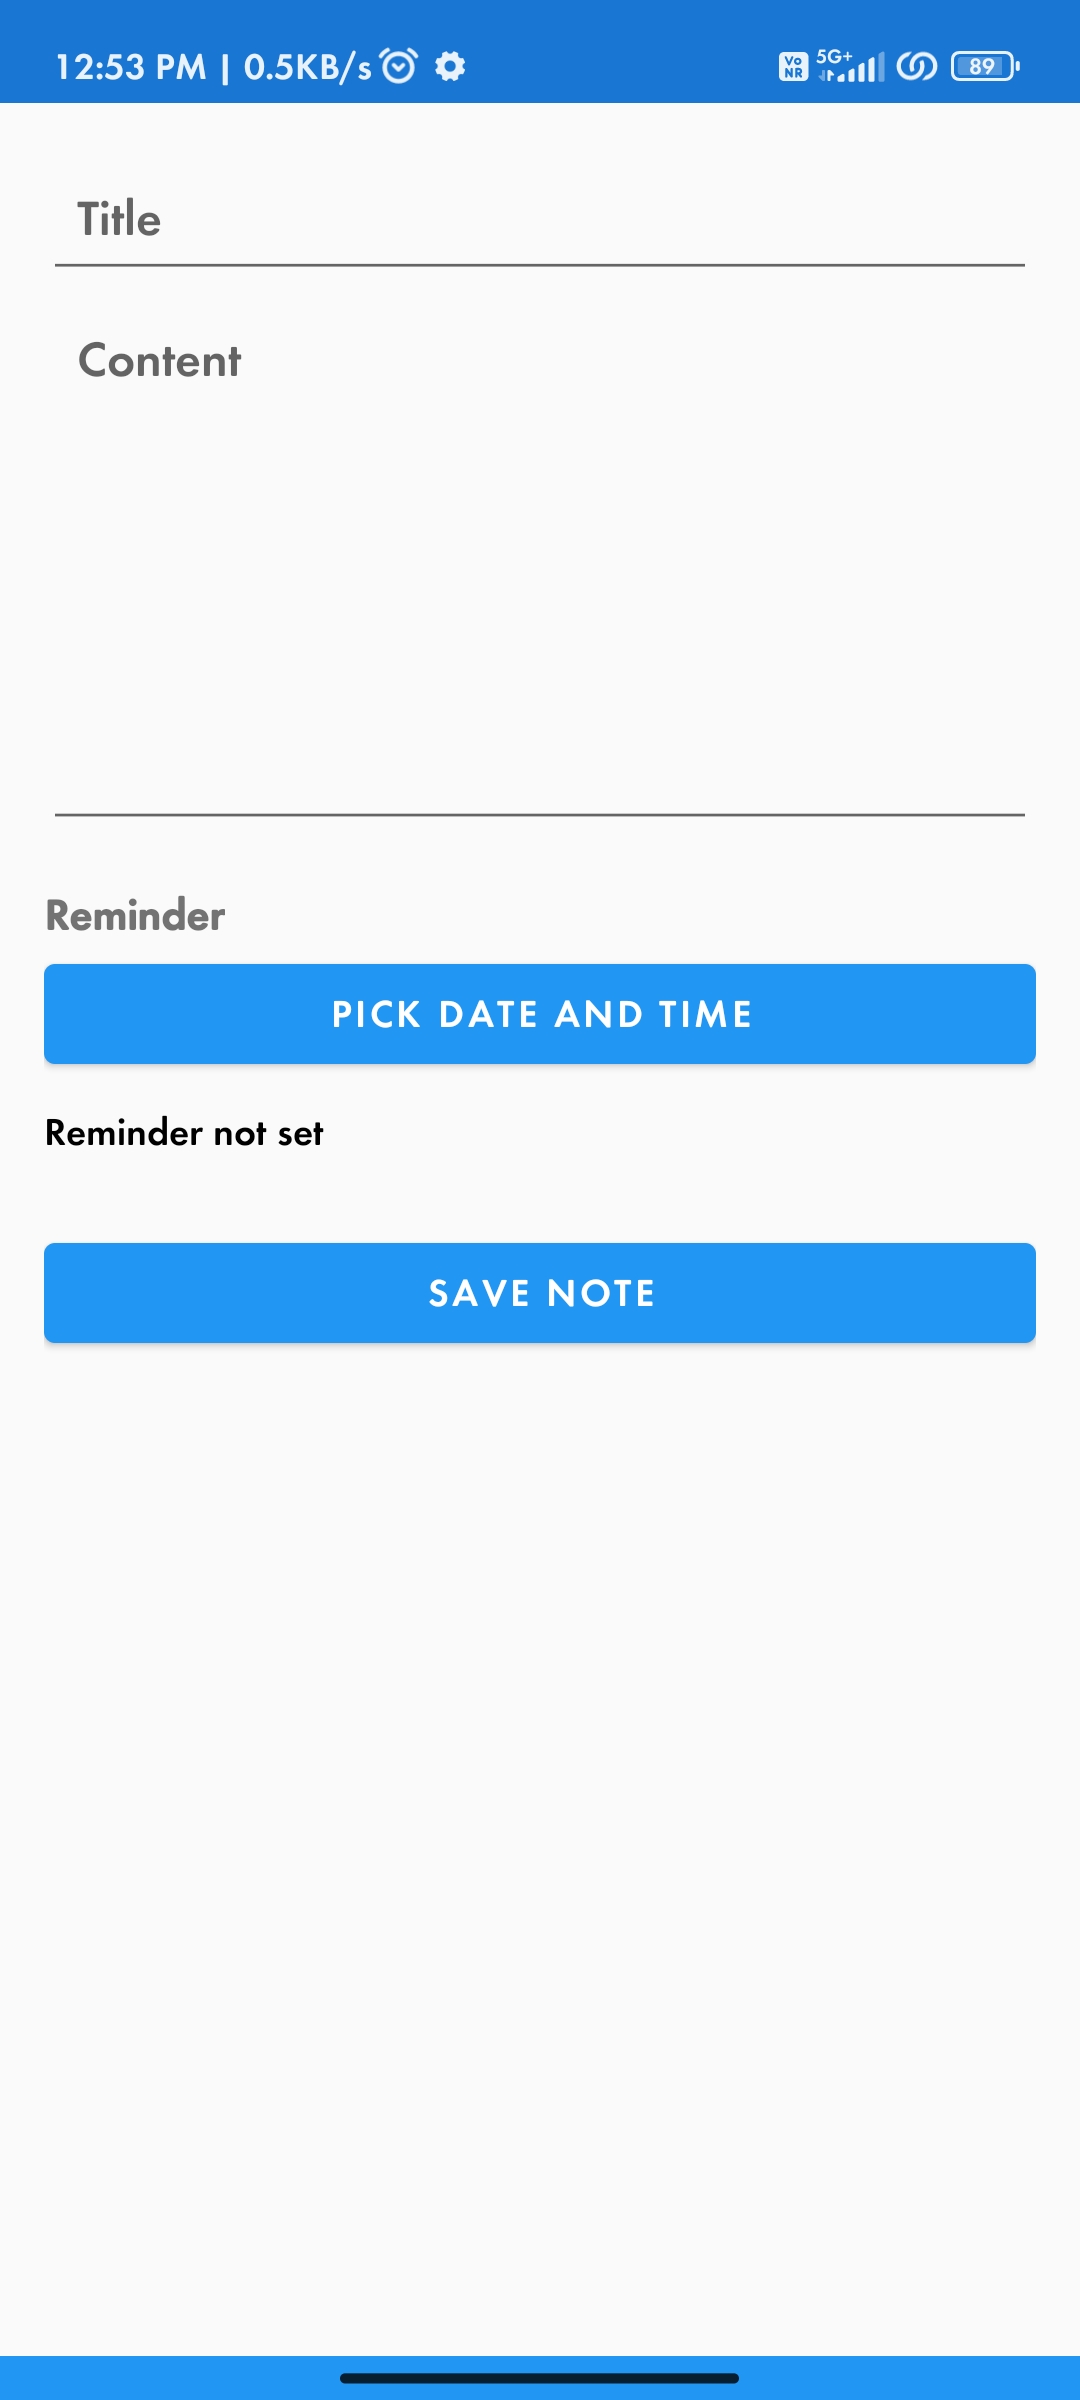 12:53 PM | 0.5KB/s Vo NR 5G+ 89
Title
Content
Reminder
PICK DATE AND TIME
Reminder not set
SAVE NOTE